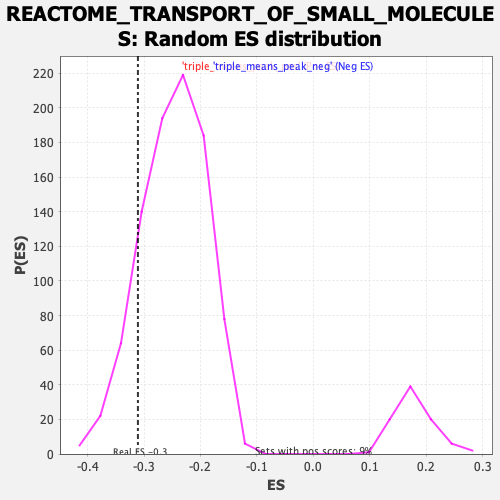 REACTOME_TRANSPORT_OF_SMALL_MOLECULE
S: Random ES distribution
'triple_'triple_means_peak_neg' (Neg ES)
220
200
180
160
140
120
100
80
60
40
20
0
P(ES)
Real ES -0.3
Sets with pos scores: 9%
-0.4 -0.3 -0.2 -0.1 0.0 0.1 0.2 0.3
ES